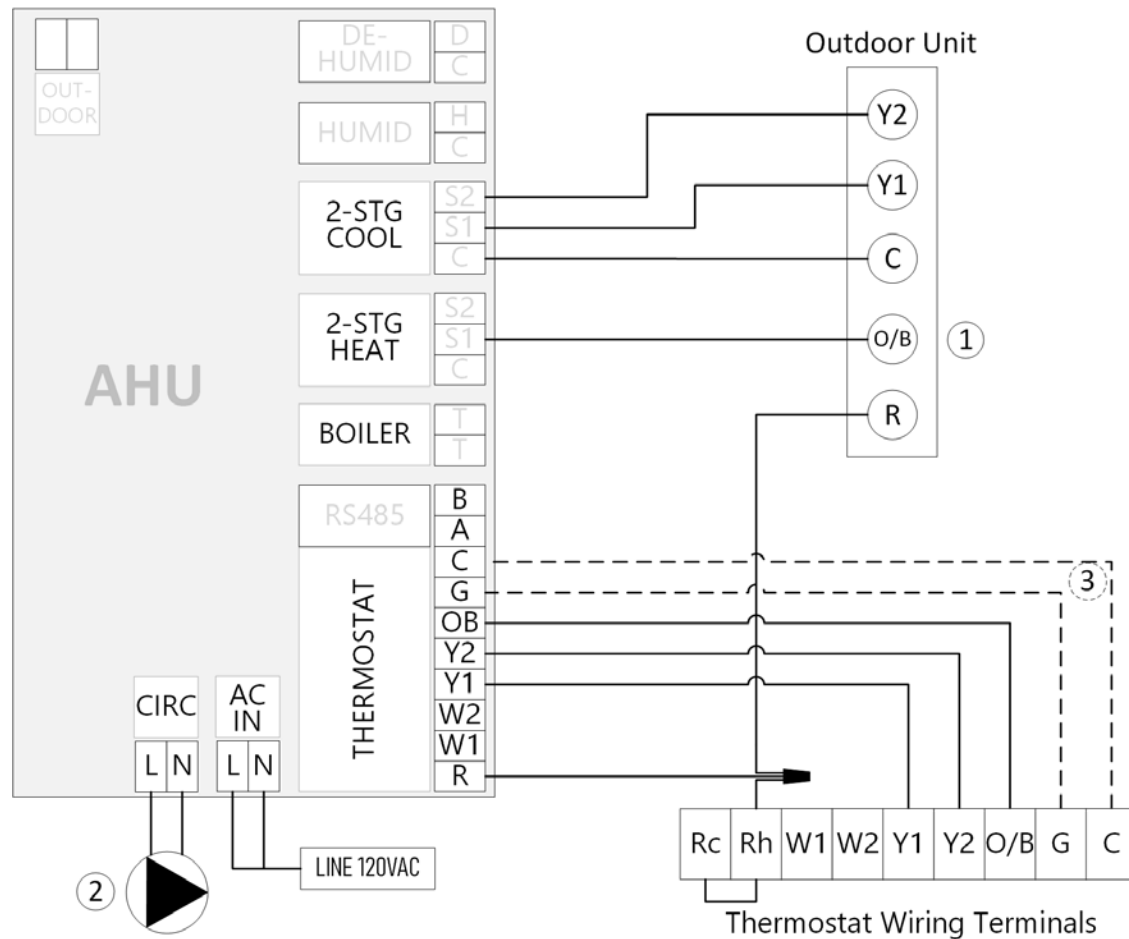 OUT-
DOOR
DE-
HUMID
D
C
HUMID
H
C
2-STG
COOL
S2
S1
C
2-STG
HEAT
S2
S1
C
AHU
BOILER
T
T
RS485
B
A
THERMOSTAT
C
G
OB
Y2
Y1
W2
W1
R
CIRC
L N
AC
IN
L N
LINE 120VAC
2
Outdoor Unit
Y2
Y1
C
O/B
R
1
3
Rc Rh W1 W2 Y1 Y2 O/B G C
Thermostat Wiring Terminals